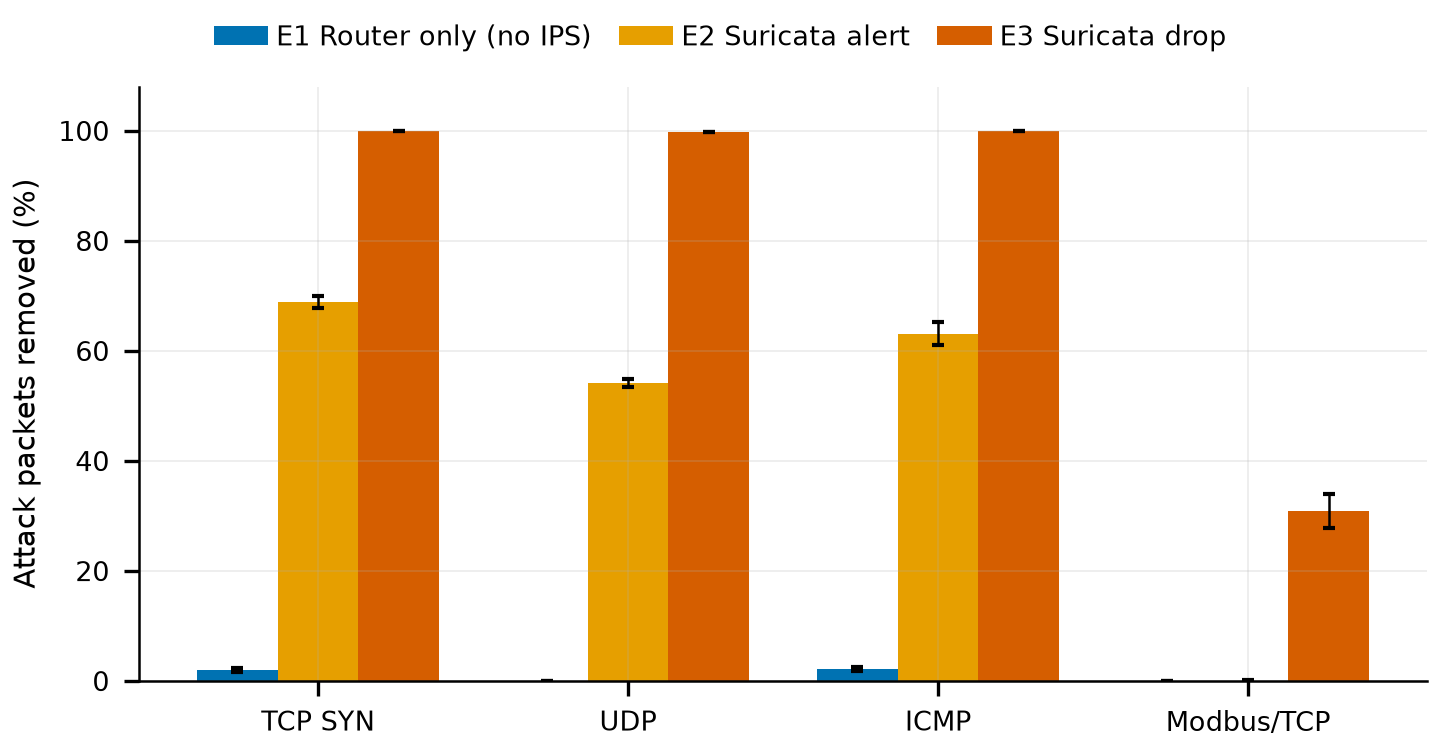 E1 Router only (no IPS) E2 Suricata alert E3 Suricata drop
Attack packets removed (%)
100
80
60
40
20
0
TCP SYN UDP ICMP Modbus/TCP